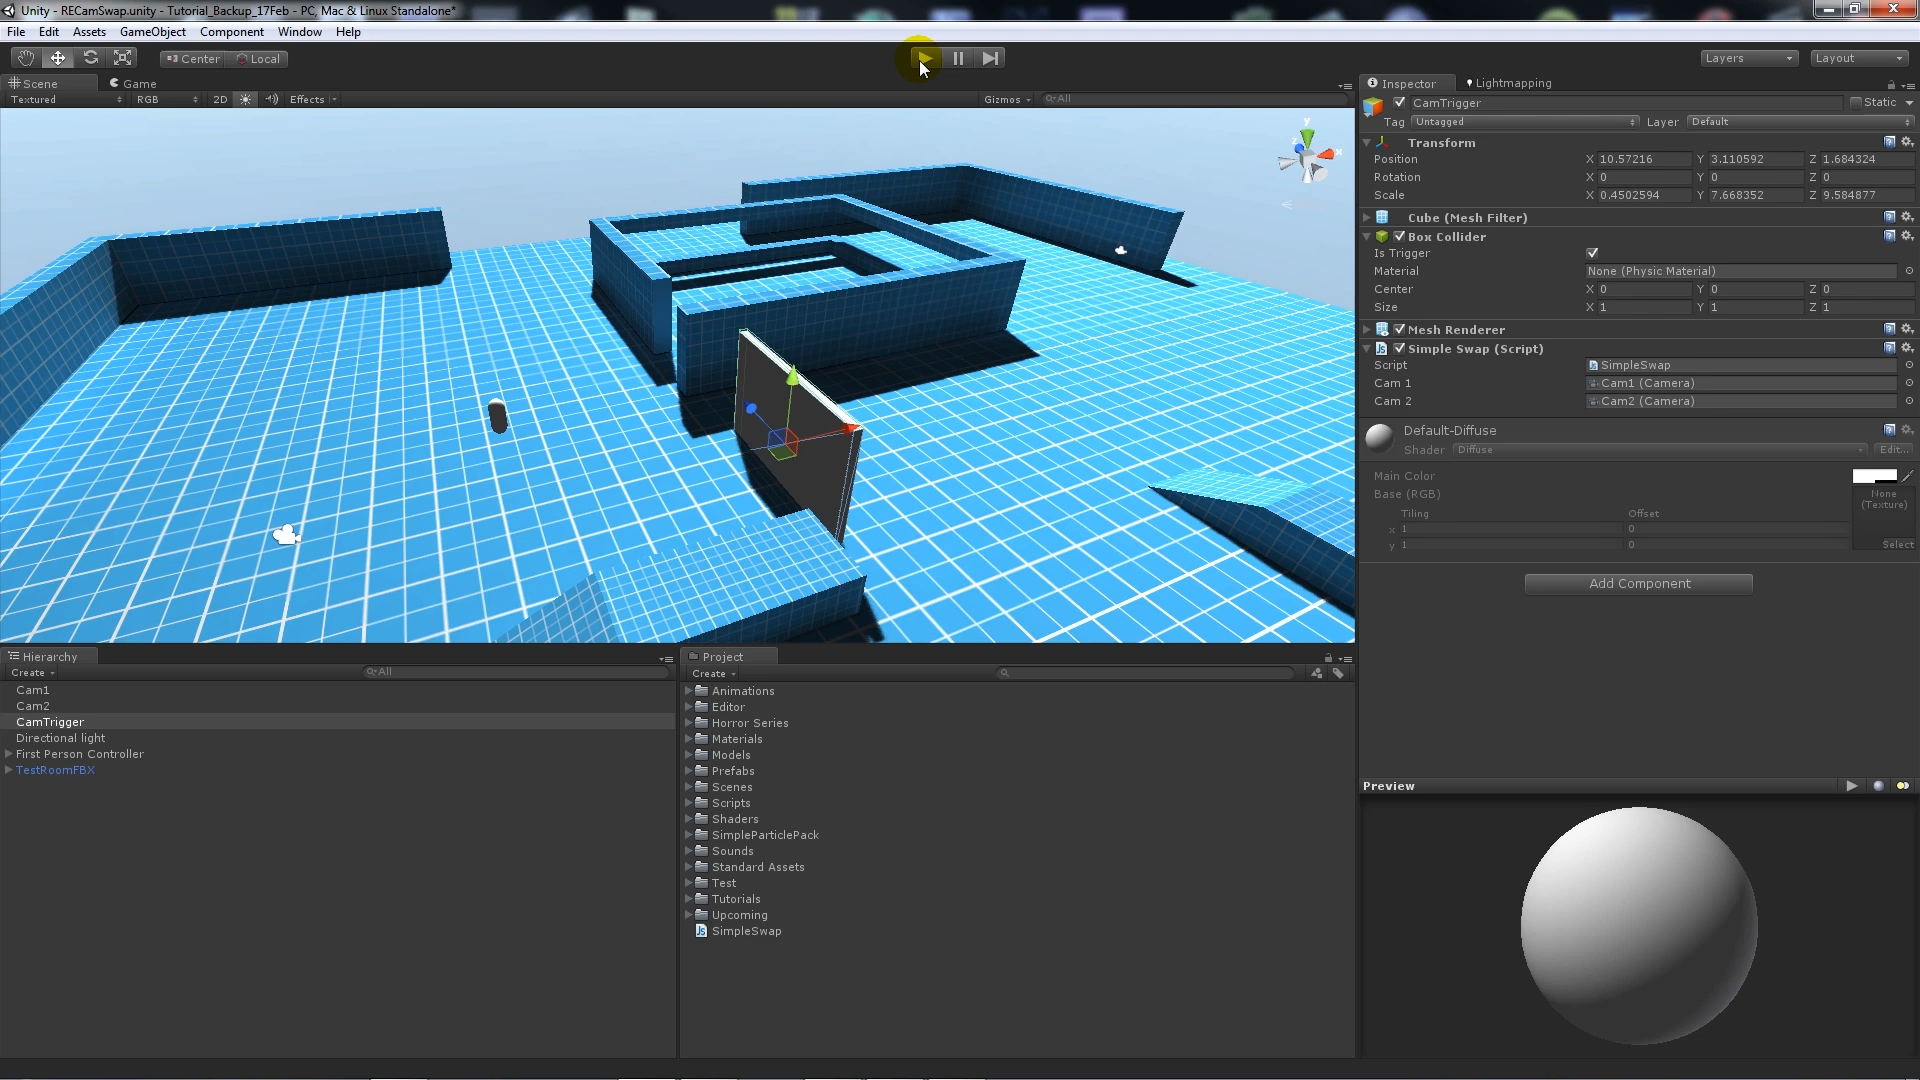 Unity - RECamSwap.unity - Tutorial_Backup_17Feb - PC, Mac & Linux Standalone*
File Edit Assets GameObject Component Window Help
Center Local Layers Layout
Scene Game
Textured RGB 2D Effects Gizmos All
y
x
z
Inspector Lightmapping
CamTrigger Static
Tag Untagged Layer Default
Transform
Position X 10.57216 Y 3.110592 Z 1.684324
Rotation X 0 Y 0 Z 0
Scale X 0.4502594 Y 7.668352 Z 9.584877
Cube (Mesh Filter)
Box Collider
Is Trigger
Material None (Physic Material)
Center X 0 Y 0 Z 0
Size X 1 Y 1 Z 1
Mesh Renderer
Simple Swap (Script)
Script SimpleSwap
Cam 1 Cam1 (Camera)
Cam 2 Cam2 (Camera)
Default-Diffuse
Shader Diffuse Edit...
Main Color
Base (RGB) None
(Texture)
Tiling Offset
x 1 0
y 1 0 Select
Add Component
Hierarchy
Create All
Cam1
Cam2
CamTrigger
Directional light
First Person Controller
TestRoomFBX
Project
Create
Animations
Editor
Horror Series
Materials
Models
Prefabs
Scenes
Scripts
Shaders
SimpleParticlePack
Sounds
Standard Assets
Test
Tutorials
Upcoming
SimpleSwap
Preview